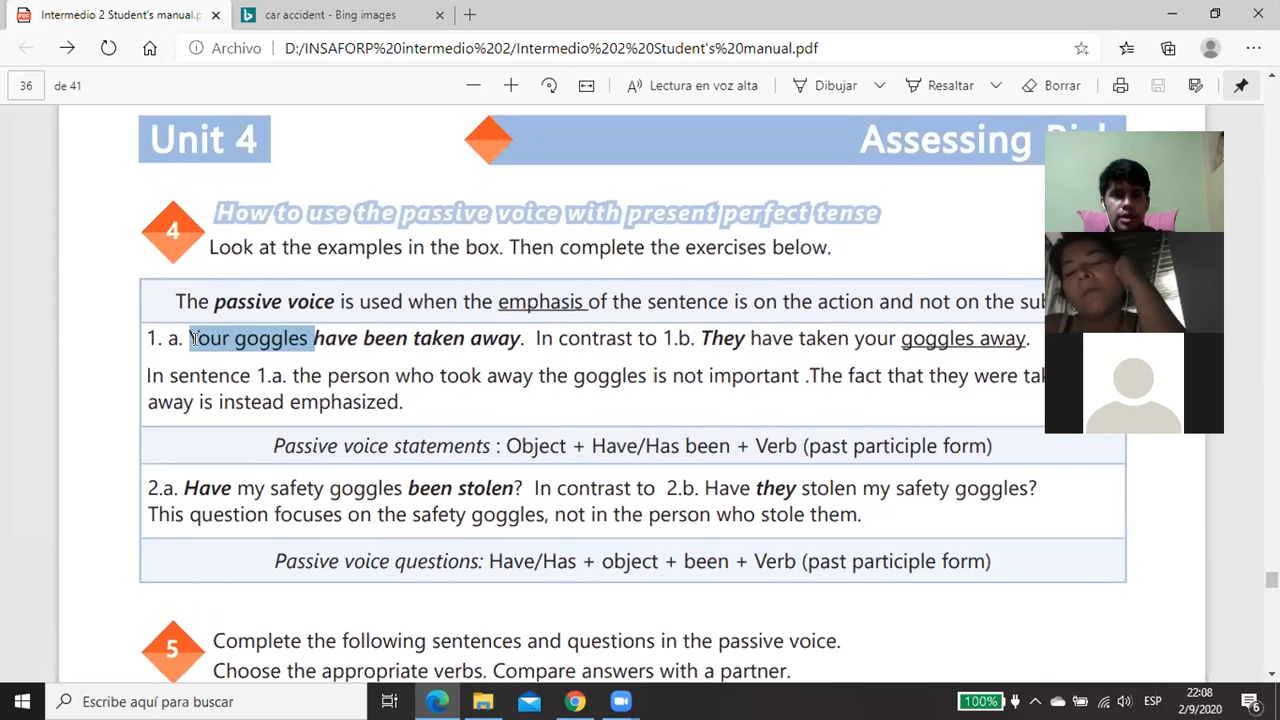 Intermedio 2 Student's manual.p
car accident - Bing images
Archivo D:/INSAFORP%20intermedio%202/Intermedio%202%20Student's%20manual.pdf
36 de 41 Lectura en voz alta Dibujar Resaltar Borrar
Unit 4 Assessing
4 How to use the passive voice with present perfect tense
Look at the examples in the box. Then complete the exercises below.
The passive voice is used when the emphasis of the sentence is on the action and not on the sub
1. a. Your goggles have been taken away. In contrast to 1.b. They have taken your goggles away.
In sentence 1.a. the person who took away the goggles is not important .The fact that they were tak
away is instead emphasized.
Passive voice statements : Object + Have/Has been + Verb (past participle form)
2.a. Have my safety goggles been stolen? In contrast to 2.b. Have they stolen my safety goggles?
This question focuses on the safety goggles, not in the person who stole them.
Passive voice questions: Have/Has + object + been + Verb (past participle form)
5 Complete the following sentences and questions in the passive voice.
Choose the appropriate verbs. Compare answers with a partner.
Escribe aquí para buscar
100%
ESP
22:08
2/9/2020
6